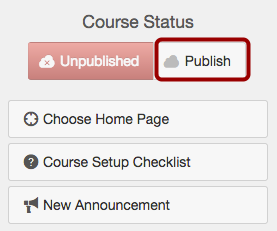 Course Status
Unpublished Publish
Choose Home Page
Course Setup Checklist
New Announcement